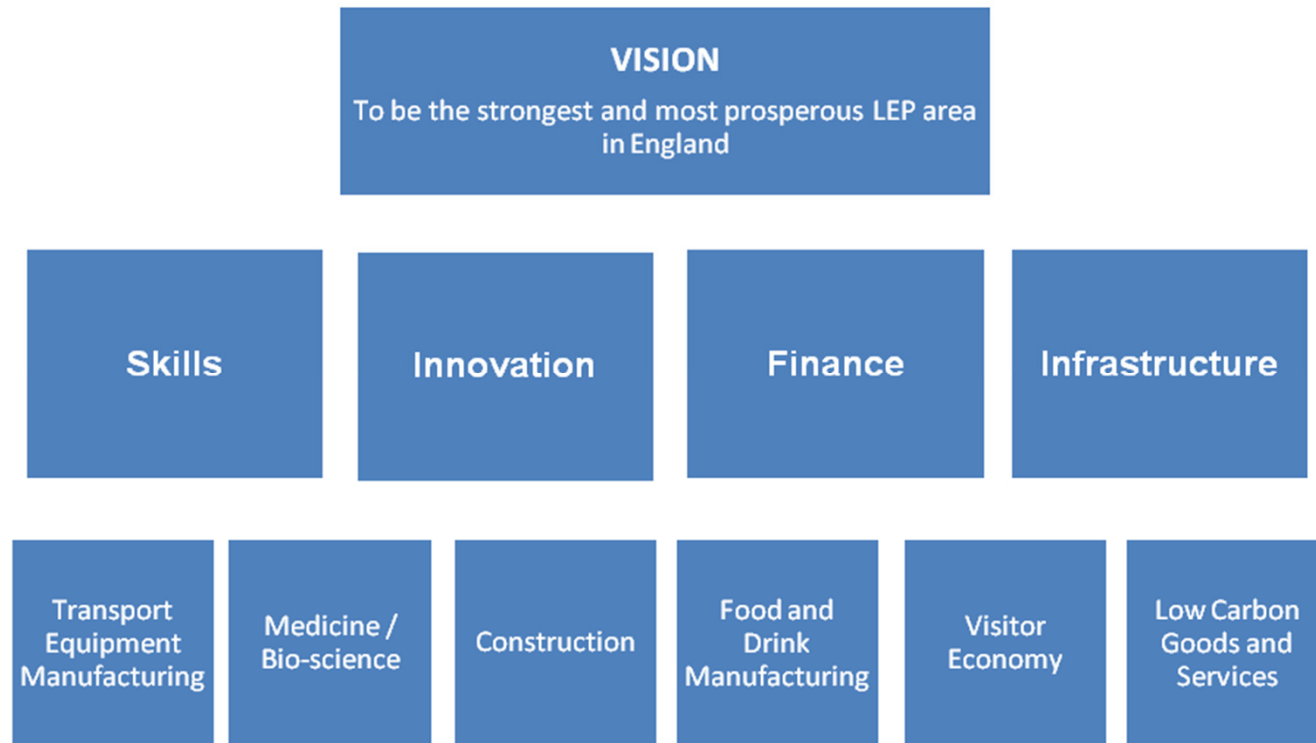 VISION
To be the strongest and most prosperous LEP area
in England
Skills
Innovation
Finance
Infrastructure
Transport
Equipment
Manufacturing
Medicine /
Bio-science
Construction
Food and
Drink
Manufacturing
Visitor
Economy
Low Carbon
Goods and
Services